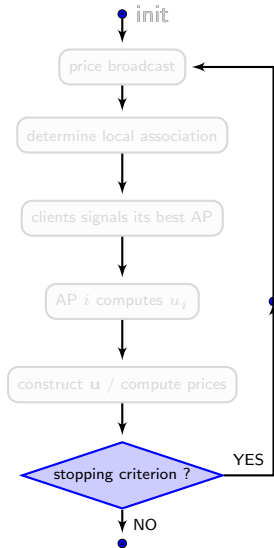 init
price broadcast
determine local association
clients signals its best AP
AP i computes u_i
construct u / compute prices
stopping criterion ?
YES
NO